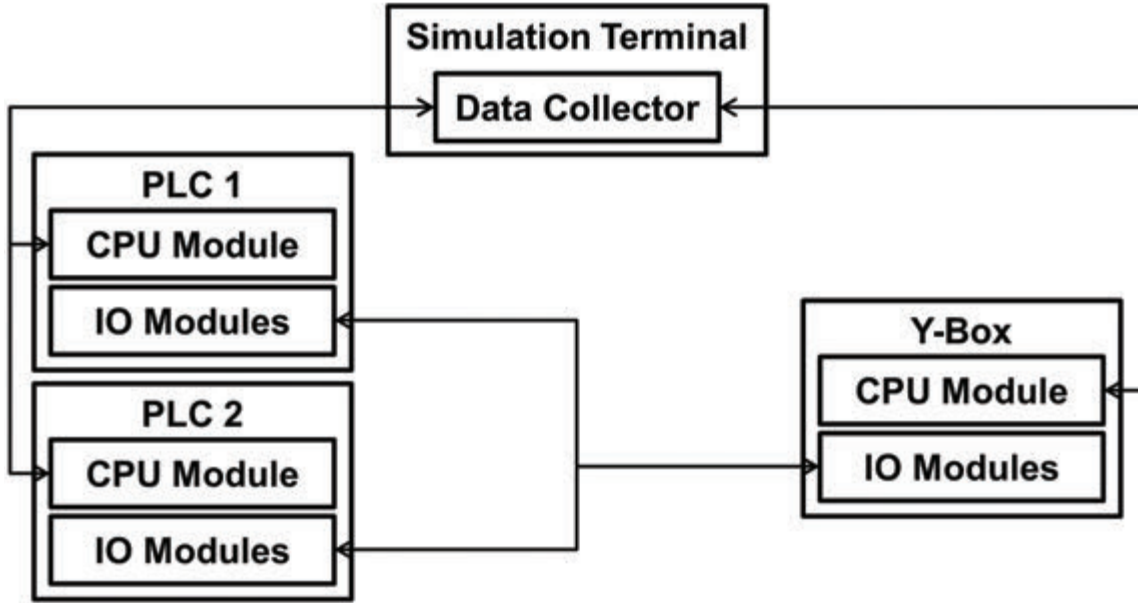 Simulation Terminal
Data Collector
PLC 1
CPU Module
IO Modules
PLC 2
CPU Module
IO Modules
Y-Box
CPU Module
IO Modules